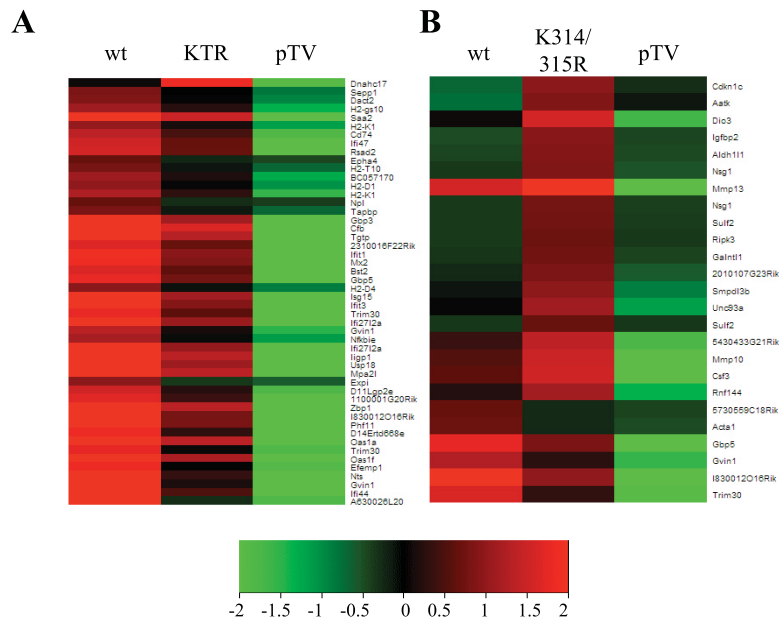 A
B
wt
KTR
pTV
wt
K314/
315R
pTV
Dnahc17
Sepp1
Dact2
H2-gs10
Saa2
H2-K1
Cd74
Ifi47
Rsad2
Epha4
H2-T10
BC057170
H2-D1
H2-K1
Npl
Tapbp
Gbp3
Cfb
Tgtp
2310016F22Rik
Ifit1
Mx2
Bst2
Gbp5
H2-D4
Isg15
Ifit3
Trim30
Ifi27l2a
Gvin1
Nfkbie
Ifi27l2a
Iigp1
Usp18
Mpa2l
Expi
D11Lgp2e
1100001G20Rik
Zbp1
I830012O16Rik
Phf11
D14Ertd668e
Oas1a
Trim30
Oas1f
Efemp1
Nts
Gvin1
Ifi44
A630026L20
Cdkn1c
Aatk
Dio3
Igfbp2
Aldh1l1
Nsg1
Mmp13
Nsg1
Sulf2
Ripk3
Galntl1
2010107G23Rik
Smpdl3b
Unc93a
Sulf2
5430433G21Rik
Mmp10
Csf3
Rnf144
5730559C18Rik
Acta1
Gbp5
Gvin1
I830012O16Rik
Trim30
-2 -1.5 -1 -0.5 0 0.5 1 1.5 2